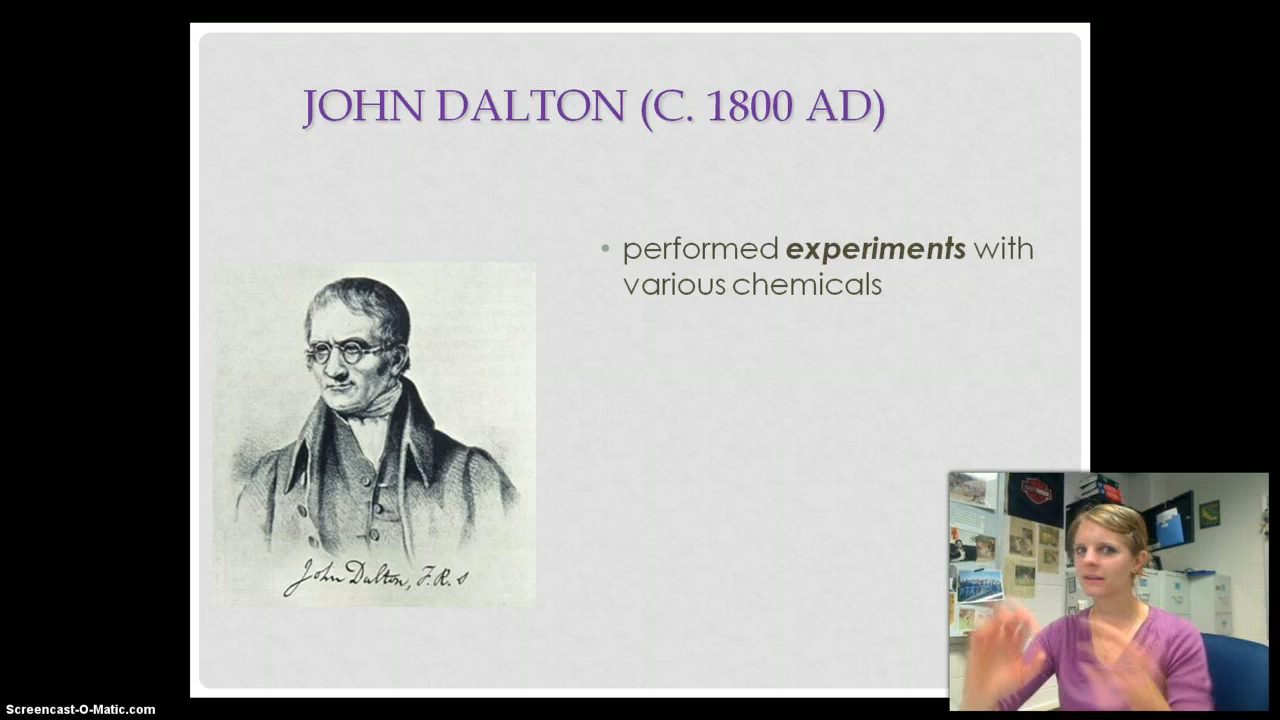 JOHN DALTON (C. 1800 AD)
• performed experiments with
various chemicals
John Dalton, F.R.s
Screencast-O-Matic.com